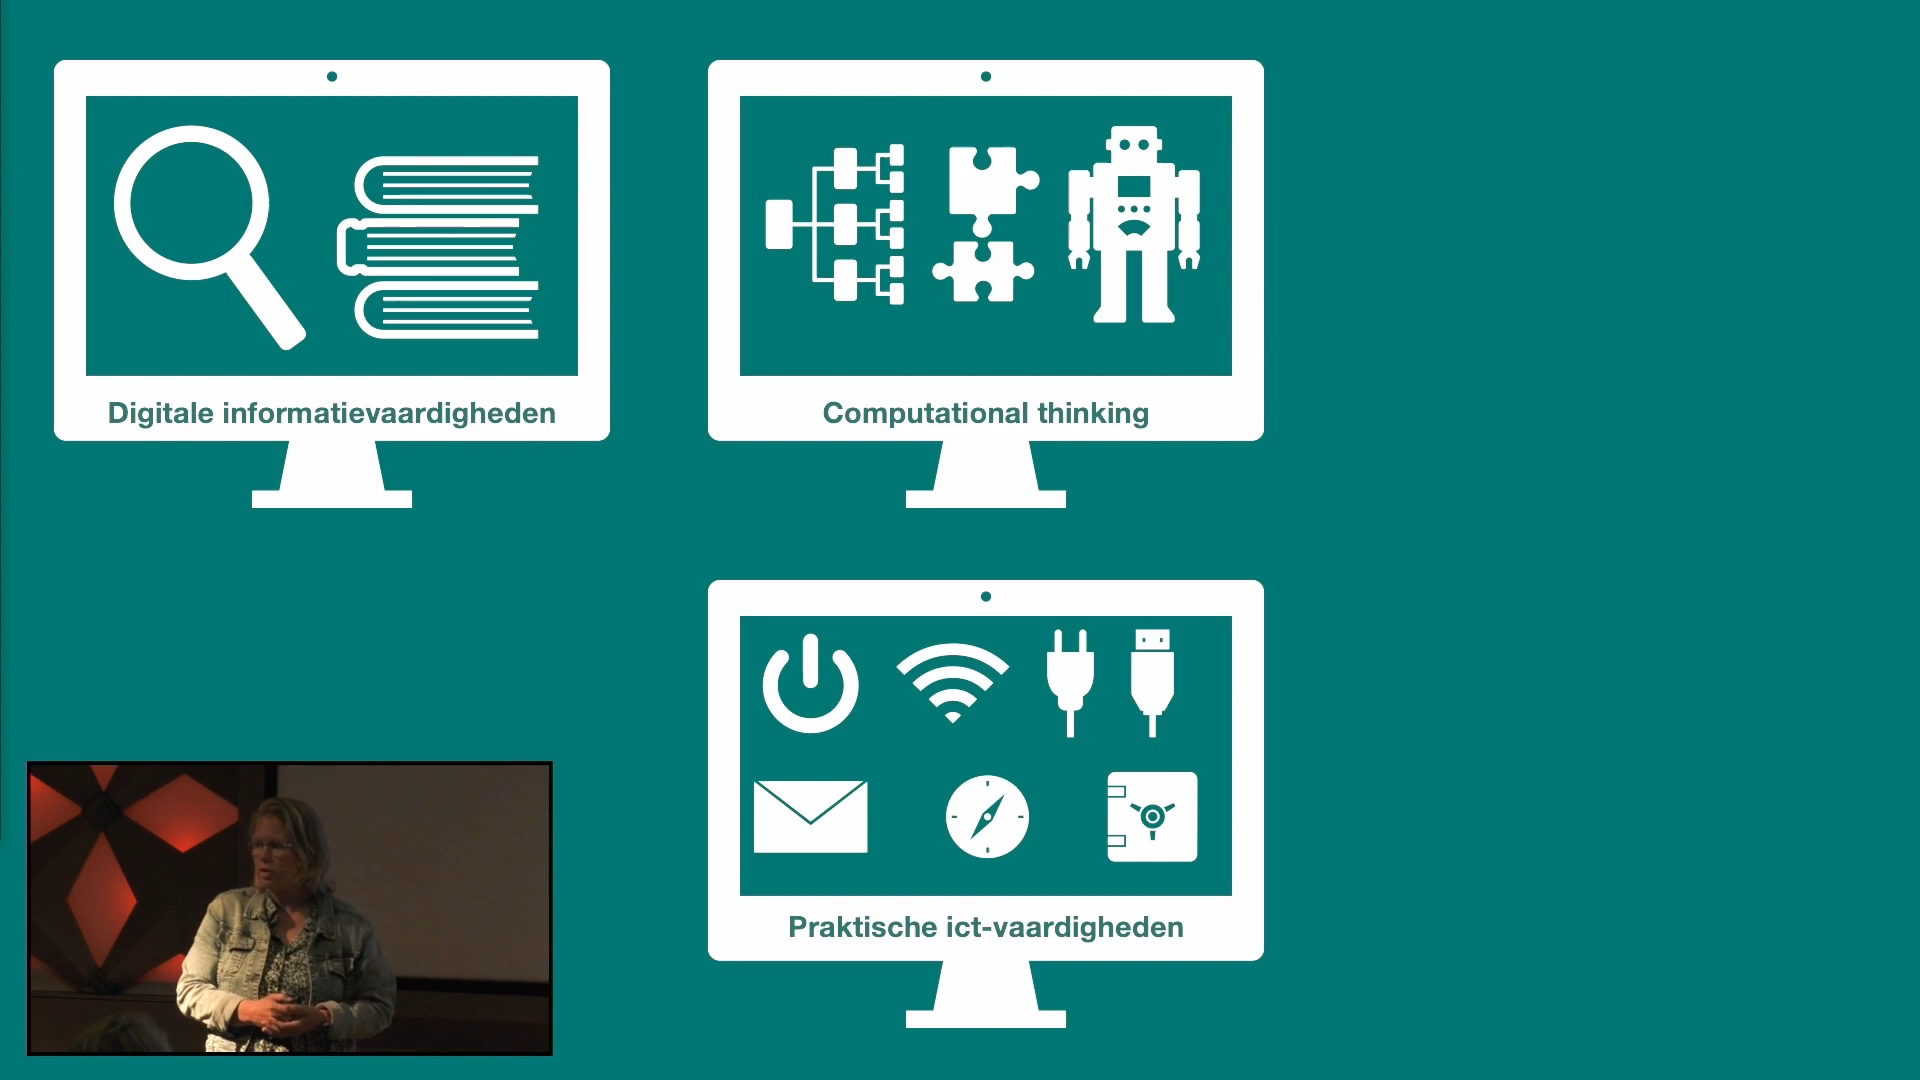 Digitale informatievaardigheden
Computational thinking
Praktische ict-vaardigheden